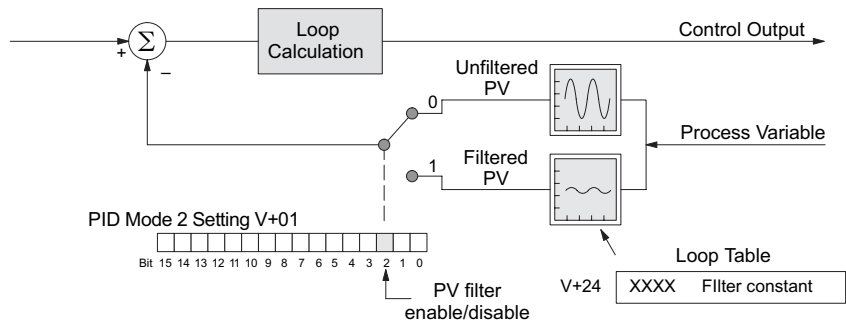 Loop
Calculation
Control Output
+
Σ
−
Unfiltered
PV
0
Process Variable
1
Filtered
PV
PID Mode 2 Setting V+01
Bit 15 14 13 12 11 10 9 8 7 6 5 4 3 2 1 0
Loop Table
V+24 XXXX FIlter constant
PV filter
enable/disable